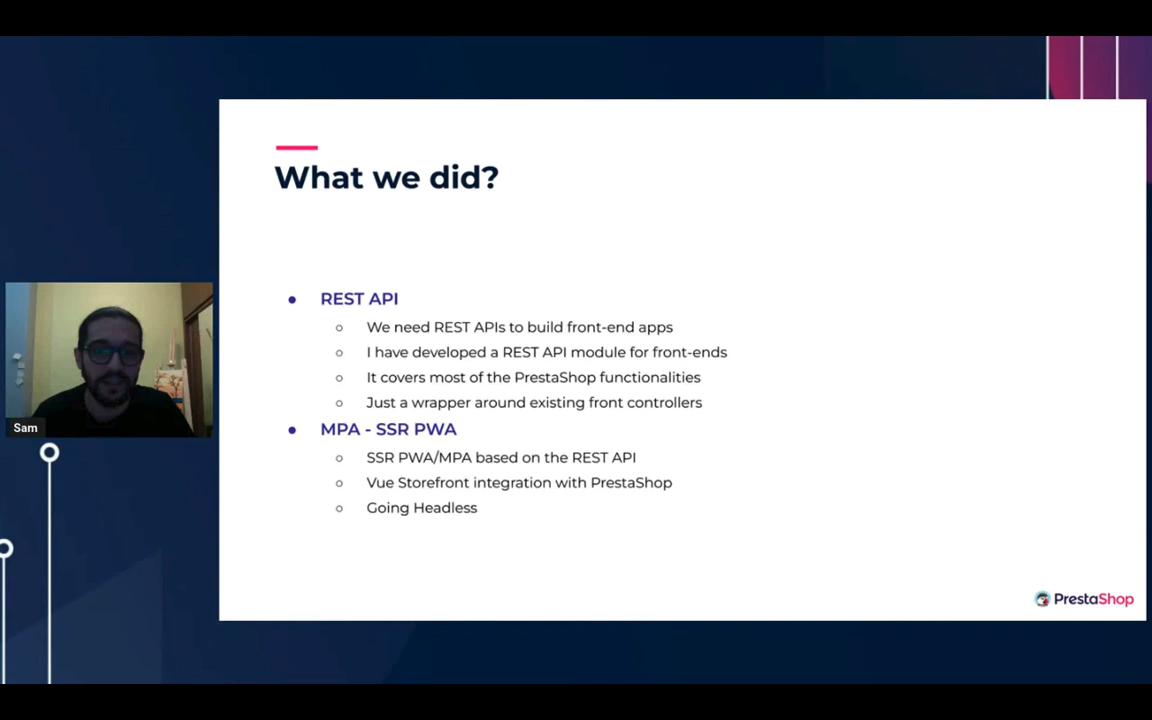 What we did?
REST API
We need REST APIs to build front-end apps
I have developed a REST API module for front-ends
It covers most of the PrestaShop functionalities
Just a wrapper around existing front controllers
MPA - SSR PWA
SSR PWA/MPA based on the REST API
Vue Storefront integration with PrestaShop
Going Headless
Sam
PrestaShop